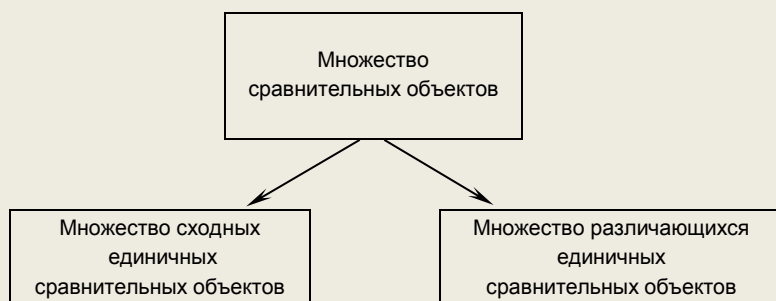 Множество
сравнительных объектов
Множество сходных
единичных
сравнительных объектов
Множество различающихся
единичных
сравнительных объектов